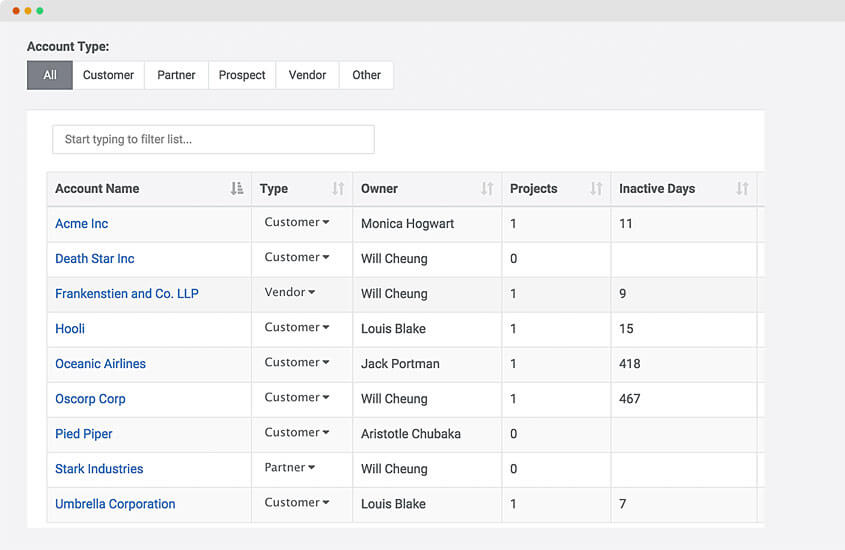 Account Type:
All Customer Partner Prospect Vendor Other
Start typing to filter list...
Account Name Type Owner Projects Inactive Days
Acme Inc Customer Monica Hogwart 1 11
Death Star Inc Customer Will Cheung 0
Frankenstien and Co. LLP Vendor Will Cheung 1 9
Hooli Customer Louis Blake 1 15
Oceanic Airlines Customer Jack Portman 1 418
Oscorp Corp Customer Will Cheung 1 467
Pied Piper Customer Aristotle Chubaka 0
Stark Industries Partner Will Cheung 0
Umbrella Corporation Customer Louis Blake 1 7